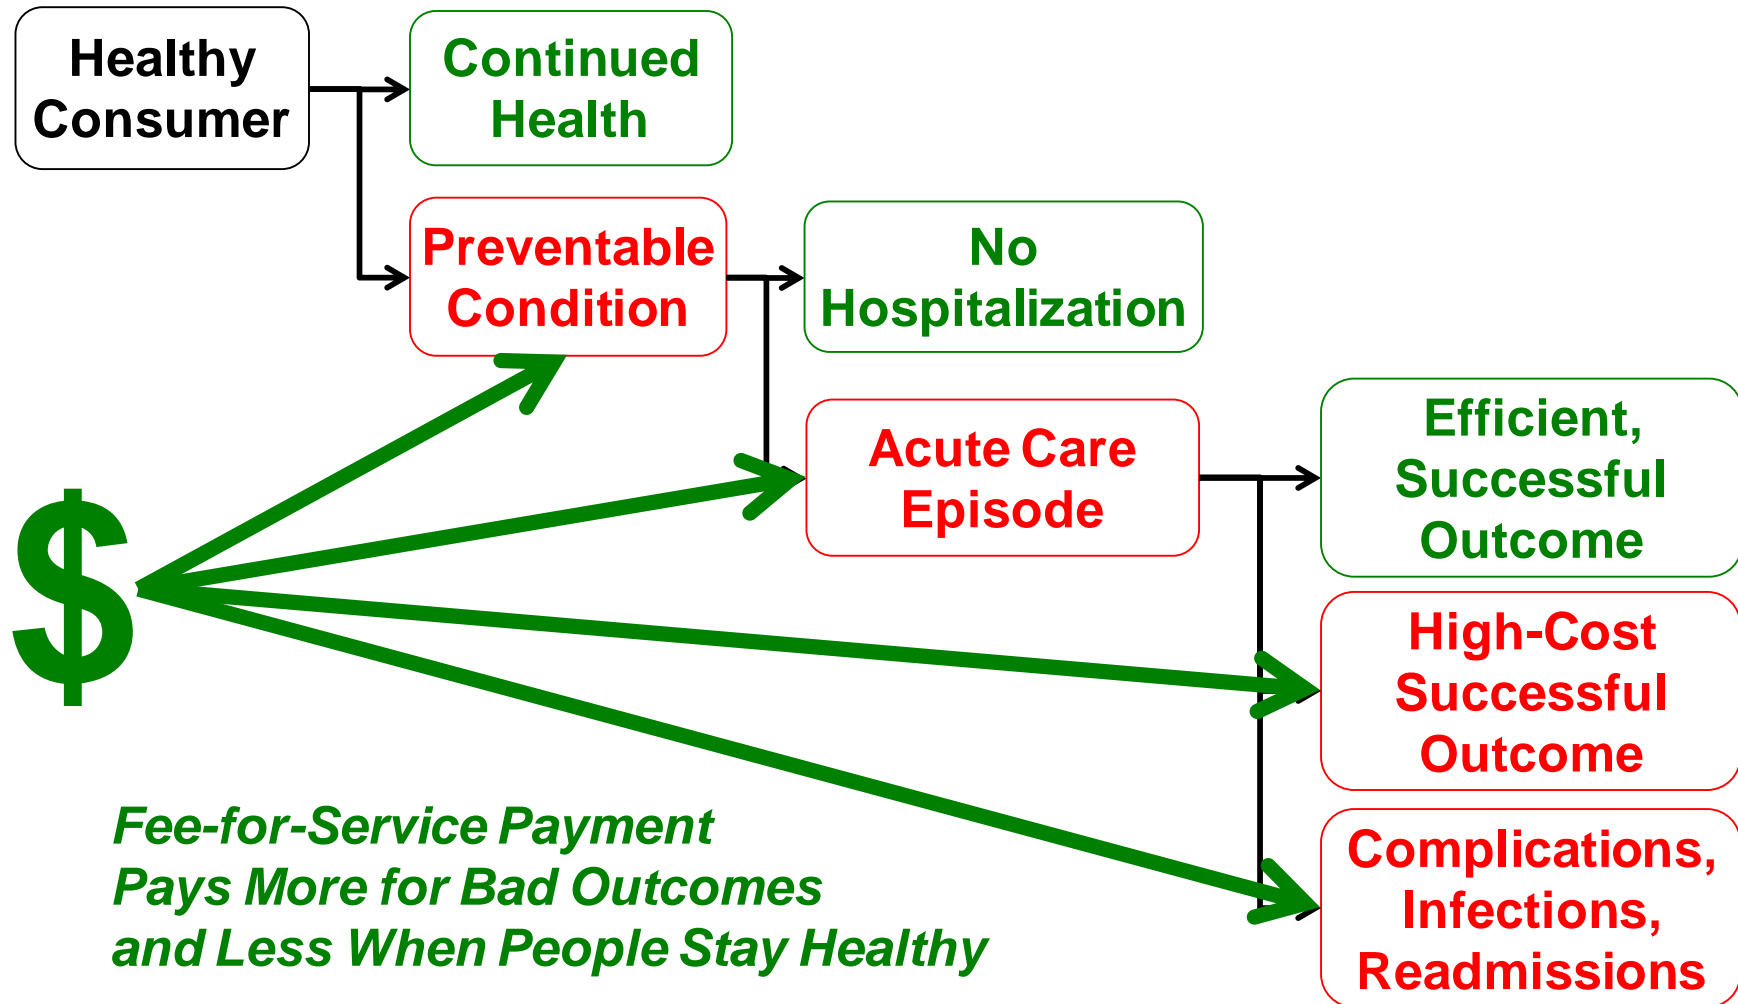 Healthy
Consumer
Continued
Health
Preventable
Condition
No
Hospitalization
Acute Care
Episode
Efficient,
Successful
Outcome
$
High-Cost
Successful
Outcome
Complications,
Infections,
Readmissions
Fee-for-Service Payment
Pays More for Bad Outcomes
and Less When People Stay Healthy